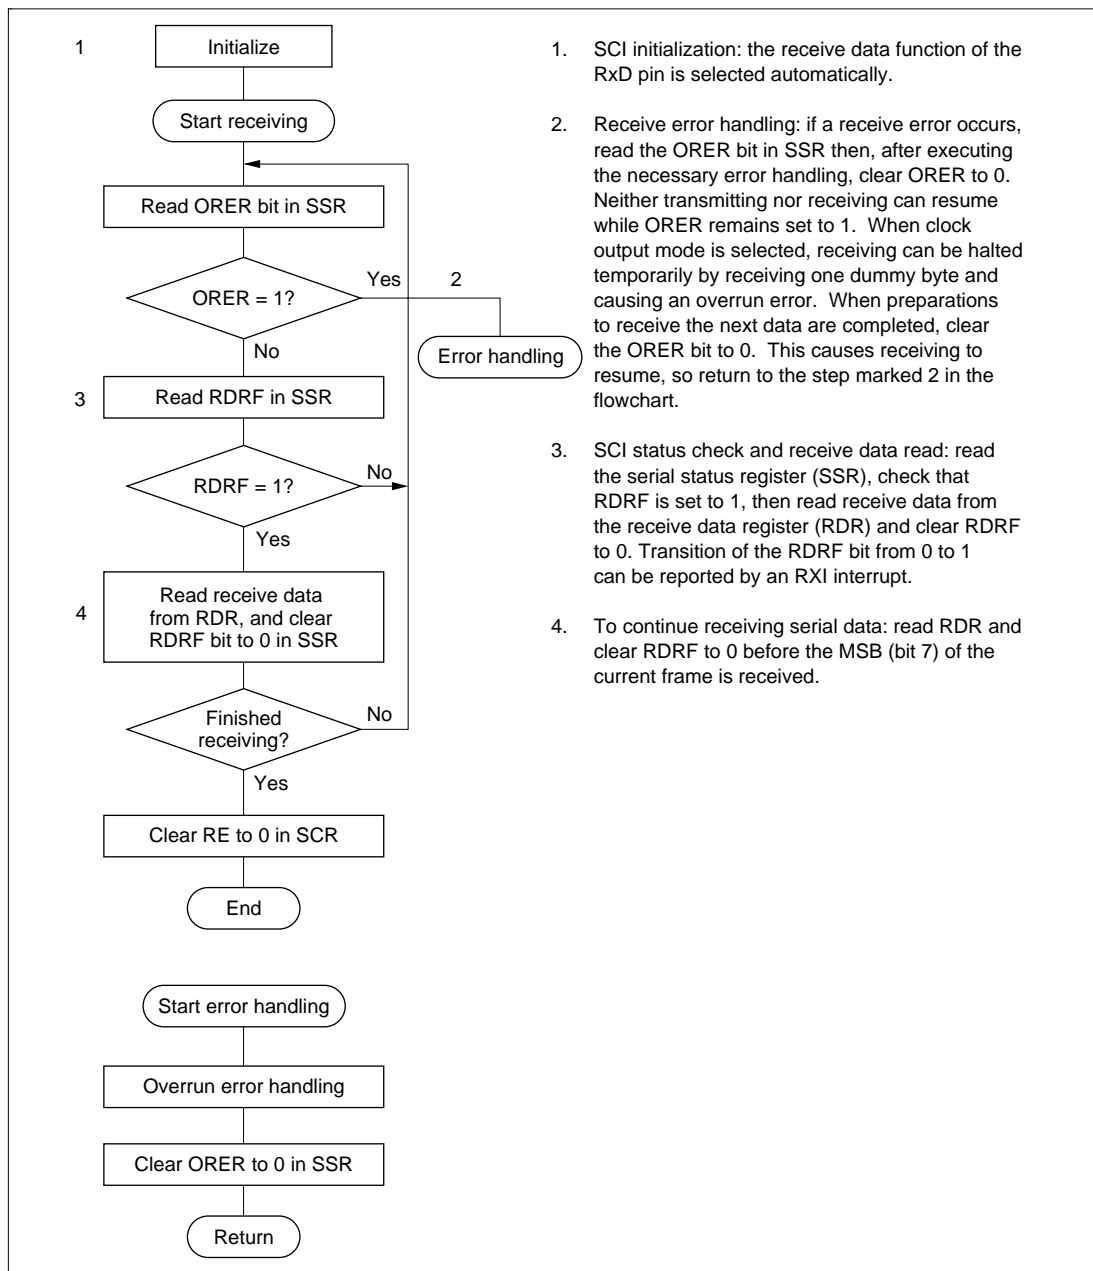 1
Initialize
Start receiving
Read ORER bit in SSR
ORER = 1?
Yes
2
Error handling
No
3
Read RDRF in SSR
RDRF = 1?
No
Yes
4
Read receive data
from RDR, and clear
RDRF bit to 0 in SSR
Finished
receiving?
No
Yes
Clear RE to 0 in SCR
End
Start error handling
Overrun error handling
Clear ORER to 0 in SSR
Return
1. SCI initialization: the receive data function of the
RxD pin is selected automatically.
2. Receive error handling: if a receive error occurs,
read the ORER bit in SSR then, after executing
the necessary error handling, clear ORER to 0.
Neither transmitting nor receiving can resume
while ORER remains set to 1. When clock
output mode is selected, receiving can be halted
temporarily by receiving one dummy byte and
causing an overrun error. When preparations
to receive the next data are completed, clear
the ORER bit to 0. This causes receiving to
resume, so return to the step marked 2 in the
flowchart.
3. SCI status check and receive data read: read
the serial status register (SSR), check that
RDRF is set to 1, then read receive data from
the receive data register (RDR) and clear RDRF
to 0. Transition of the RDRF bit from 0 to 1
can be reported by an RXI interrupt.
4. To continue receiving serial data: read RDR and
clear RDRF to 0 before the MSB (bit 7) of the
current frame is received.